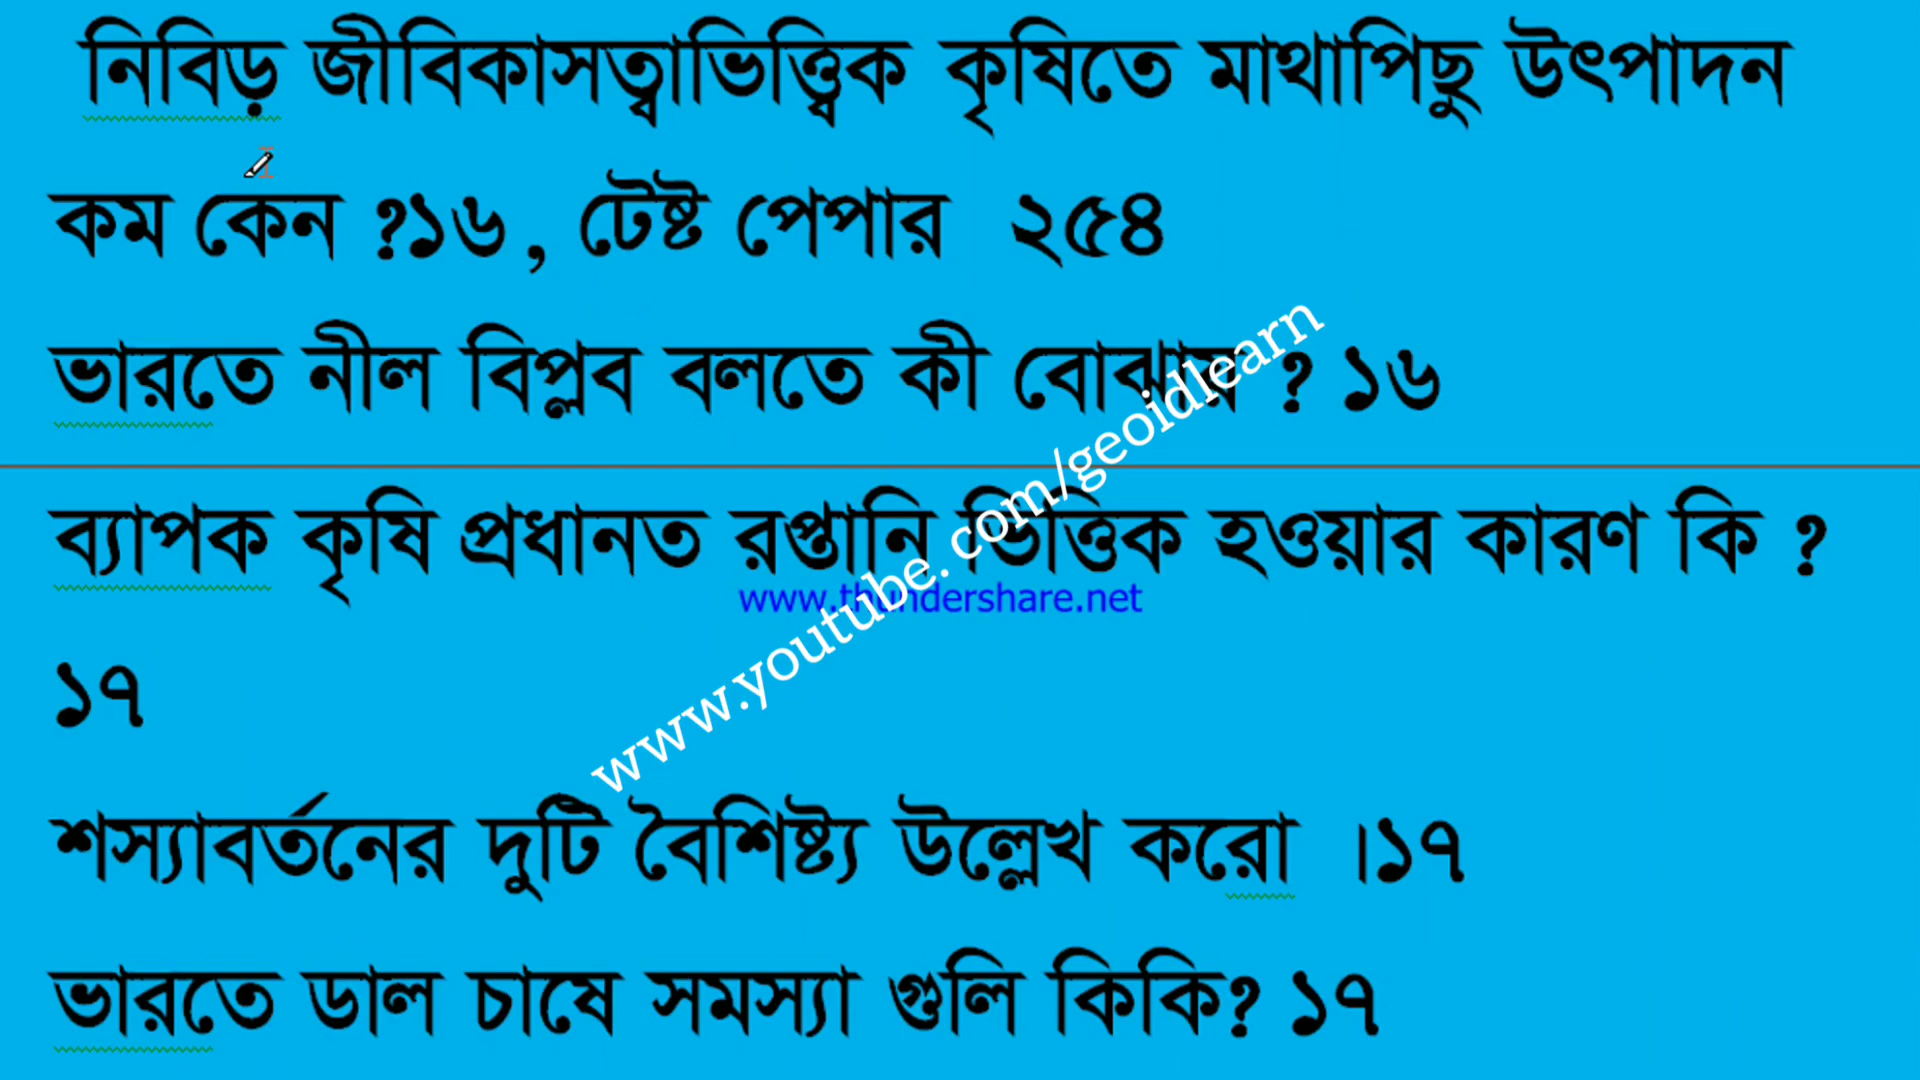 নিবিড় জীবিকাসত্ত্বাভিত্ত্বিক কৃষিতে মাথাপিছু উৎপাদন
কম কেন ?১৬ , টেষ্ট পেপার ২৫৪
ভারতে নীল বিপ্লব বলতে কী বোঝায় ? ১৬
ব্যাপক কৃষি প্রধানত রপ্তানি ভিত্তিক হওয়ার কারণ কি ?
১৭
শস্যাবর্তনের দুটি বৈশিষ্ট্য উল্লেখ করো ।১৭
ভারতে ডাল চাষে সমস্যা গুলি কিকি? ১৭
www.thundershare.net
www.youtube.com/geoidlearn